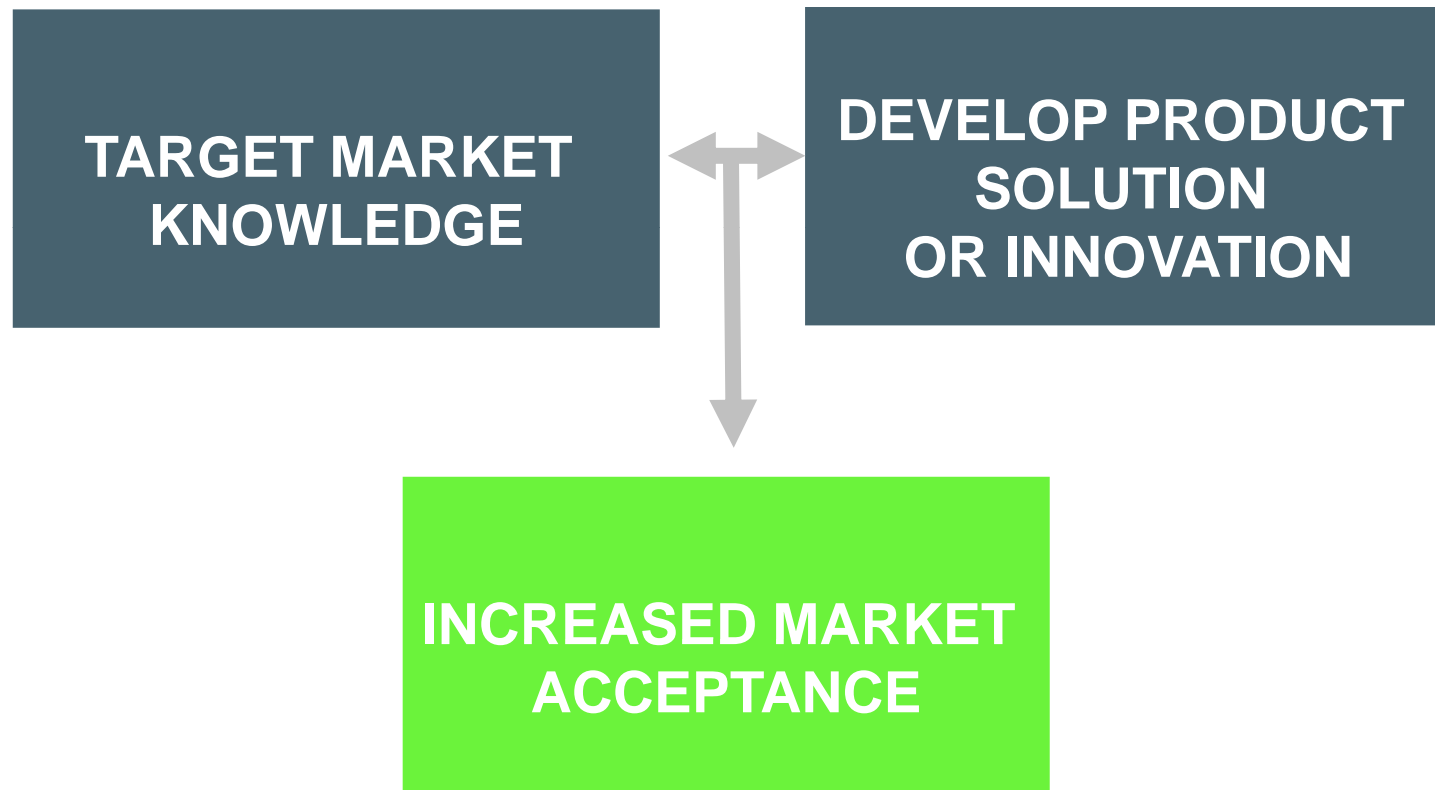 TARGET MARKET
KNOWLEDGE
DEVELOP PRODUCT
SOLUTION
OR INNOVATION
INCREASED MARKET
ACCEPTANCE